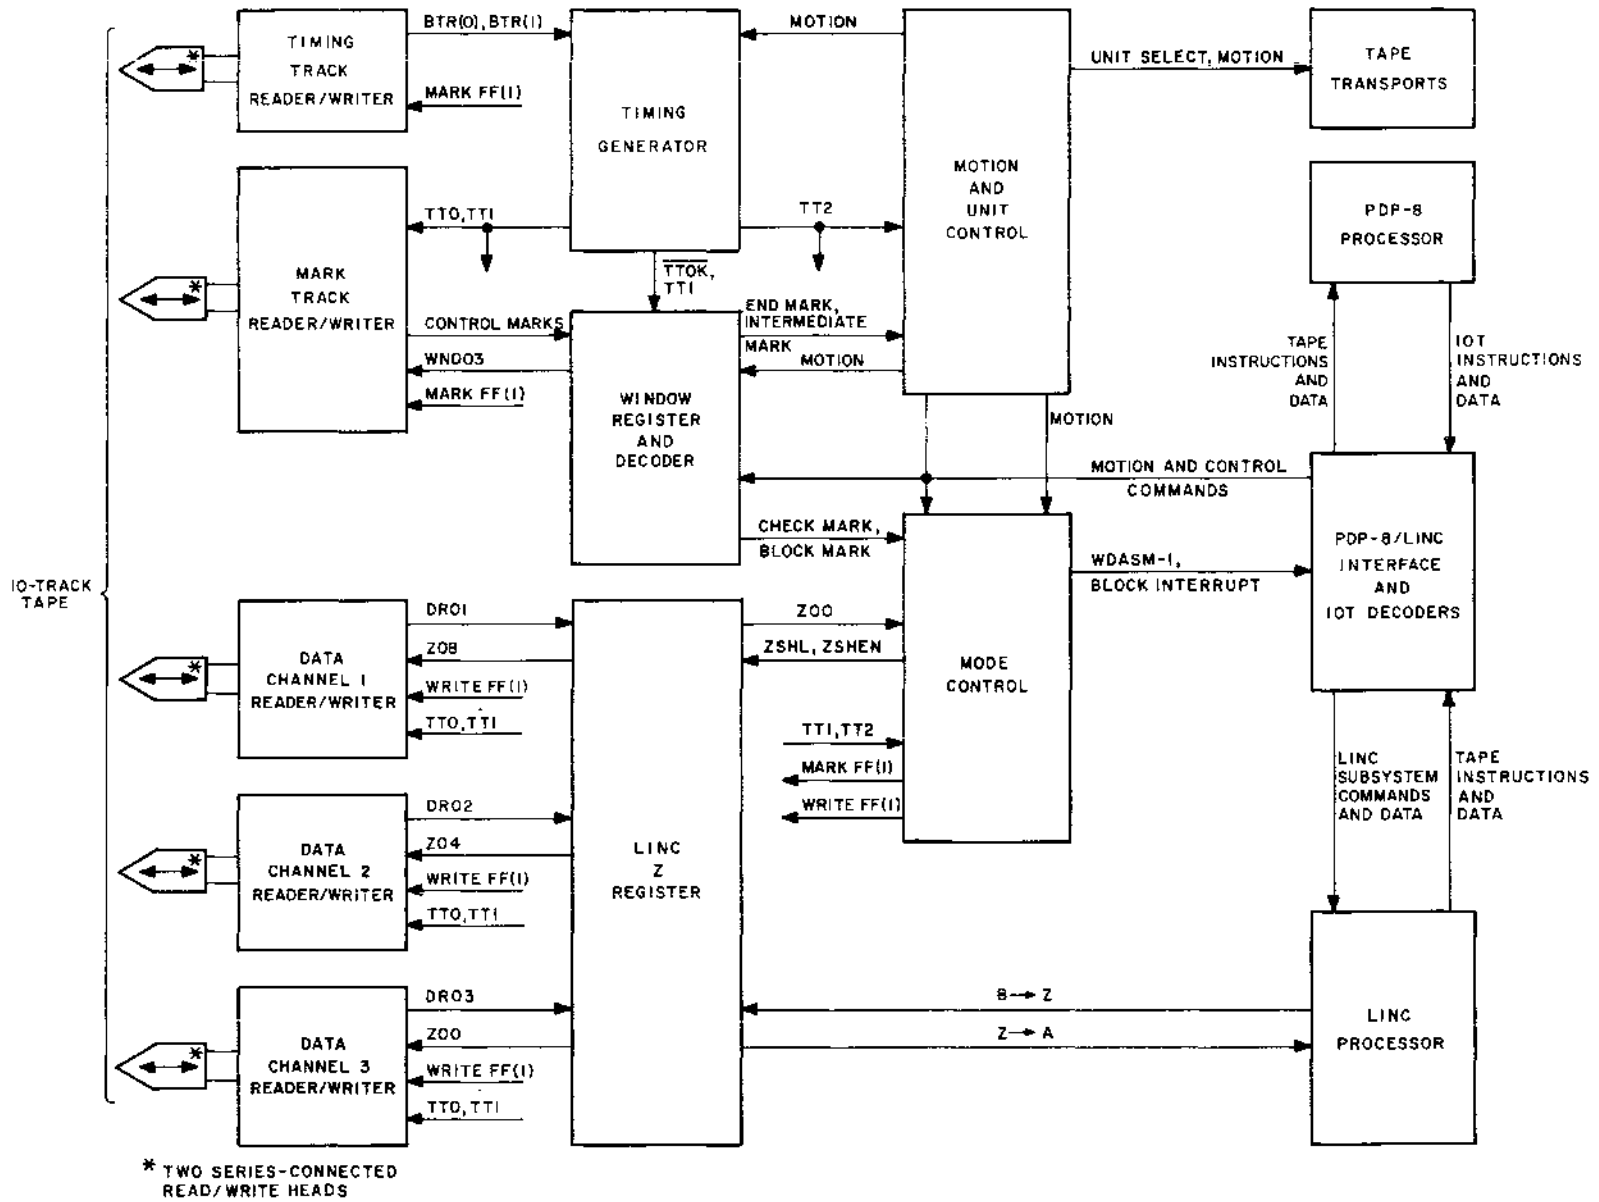 BTR(0), BTR(1)
TIMING
TRACK
READER/WRITER
MARK FF(1)
TIMING
GENERATOR
MOTION
MOTION
AND
UNIT
CONTROL
UNIT SELECT, MOTION
TAPE
TRANSPORTS
PDP-8
PROCESSOR
TT0, TT1
TT2
TTOK,
TT1
MARK
TRACK
READER/WRITER
CONTROL MARKS
WND03
MARK FF(1)
END MARK,
INTERMEDIATE
MARK
MOTION
WINDOW
REGISTER
AND
DECODER
MOTION
TAPE
INSTRUCTIONS
AND
DATA
IOT
INSTRUCTIONS
AND
DATA
MOTION AND CONTROL
COMMANDS
CHECK MARK,
BLOCK MARK
WDASM-1,
BLOCK INTERRUPT
PDP-8/LINC
INTERFACE
AND
IOT DECODERS
10-TRACK
TAPE
DR01
Z08
WRITE FF(1)
TT0, TT1
DATA
CHANNEL 1
READER/WRITER
Z00
ZSHL, ZSHEN
MODE
CONTROL
TT1, TT2
MARK FF(1)
WRITE FF(1)
LINC
SUBSYSTEM
COMMANDS
AND DATA
TAPE
INSTRUCTIONS
AND
DATA
DR02
Z04
WRITE FF(1)
TT0, TT1
DATA
CHANNEL 2
READER/WRITER
LINC
Z
REGISTER
DR03
Z00
WRITE FF(1)
TT0, TT1
DATA
CHANNEL 3
READER/WRITER
B→Z
Z→A
LINC
PROCESSOR
* TWO SERIES-CONNECTED
READ/WRITE HEADS